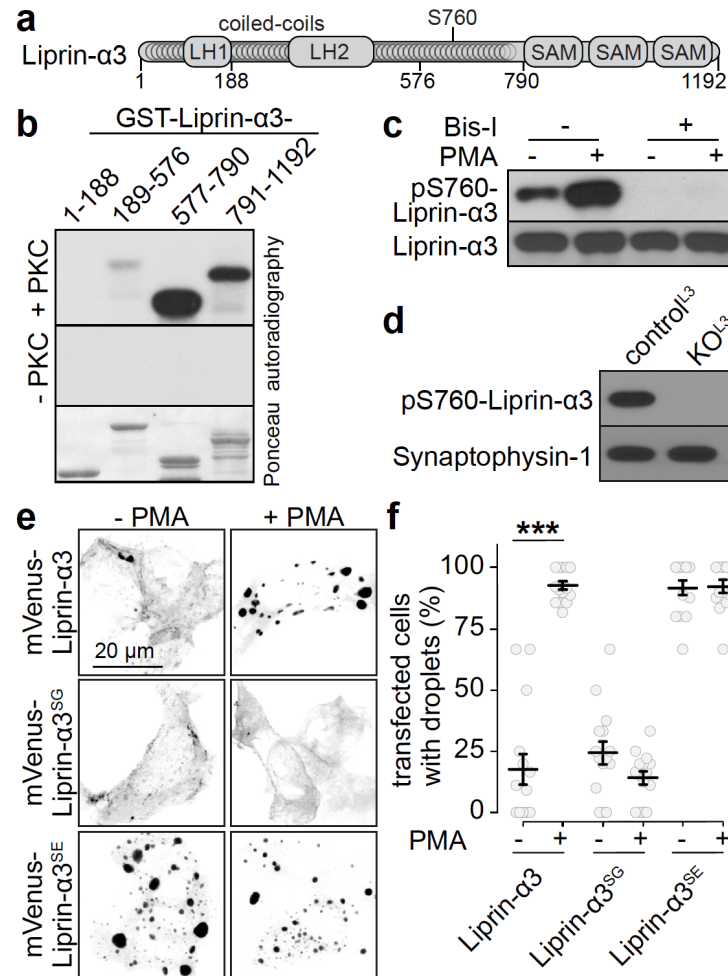 a
coiled-coils
S760
Liprin-α3
LH1
LH2
SAM
SAM
SAM
1
188
576
790
1192
b
GST-Liprin-α3-
1-188
189-576
577-790
791-1192
+ PKC
- PKC
autoradiography
Ponceau
c
Bis-I
-
+
PMA
-
+
-
+
pS760-
Liprin-α3
Liprin-α3
d
control^L3
KO^L3
pS760-Liprin-α3
Synaptophysin-1
e
- PMA
+ PMA
mVenus-
Liprin-α3
20 µm
mVenus-
Liprin-α3^SG
mVenus-
Liprin-α3^SE
f
***
transfected cells
with droplets (%)
100
75
50
25
0
PMA
-
+
-
+
-
+
Liprin-α3
Liprin-α3^SG
Liprin-α3^SE